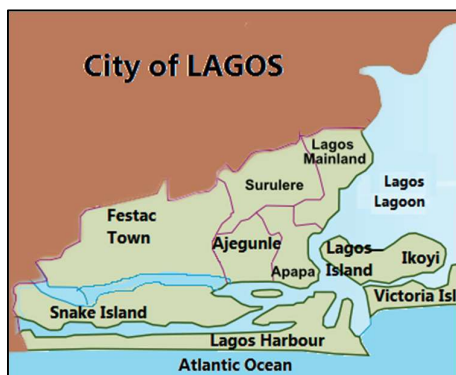 City of LAGOS
Lagos
Mainland
Surulere
Lagos
Lagoon
Festac
Town
Ajegunle
Lagos
Island
Ikoyi
Apapa
Victoria Isl
Snake Island
Lagos Harbour
Atlantic Ocean